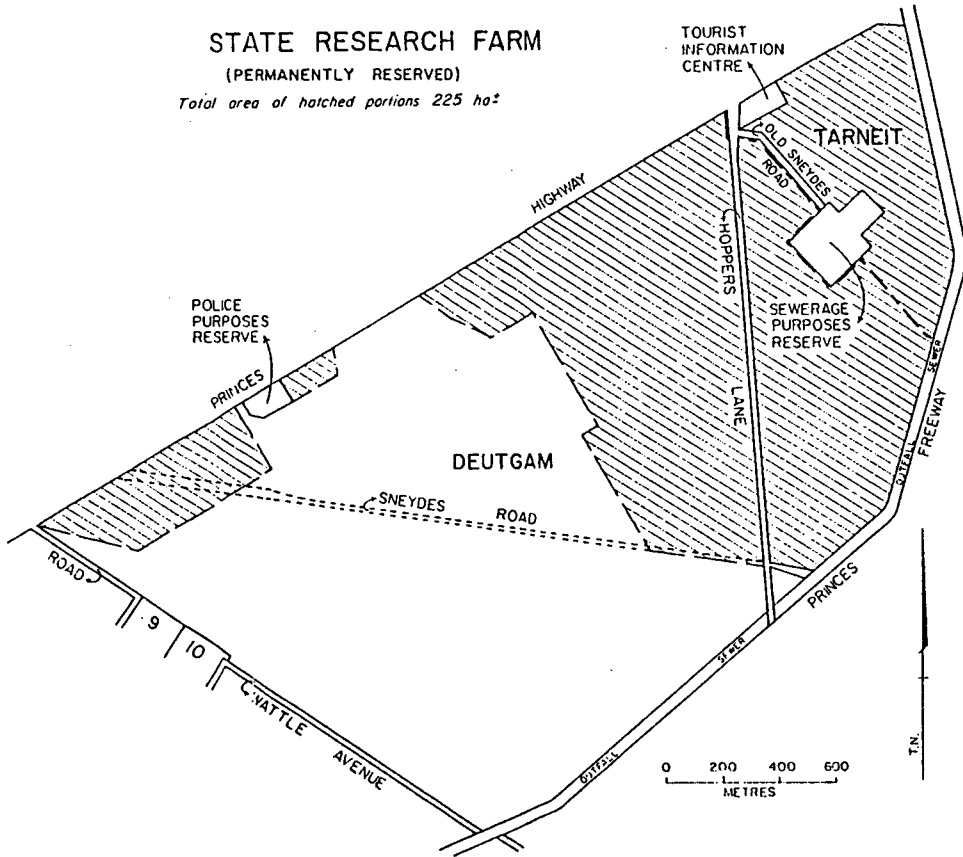 STATE RESEARCH FARM
(PERMANENTLY RESERVED)
Total area of hatched portions 225 ha±
TOURIST
INFORMATION
CENTRE
TARNEIT
OLD SNEYDES
ROAD
HIGHWAY
HOPPERS
LANE
SEWERAGE
PURPOSES
RESERVE
POLICE
PURPOSES
RESERVE
PRINCES
DEUTGAM
SNEYDES ROAD
SEWER
OUTFALL
FREEWAY
PRINCES
ROAD
9
10
WATTLE AVENUE
SEWER
OUTFALL
0 200 400 600
METRES
T.N.